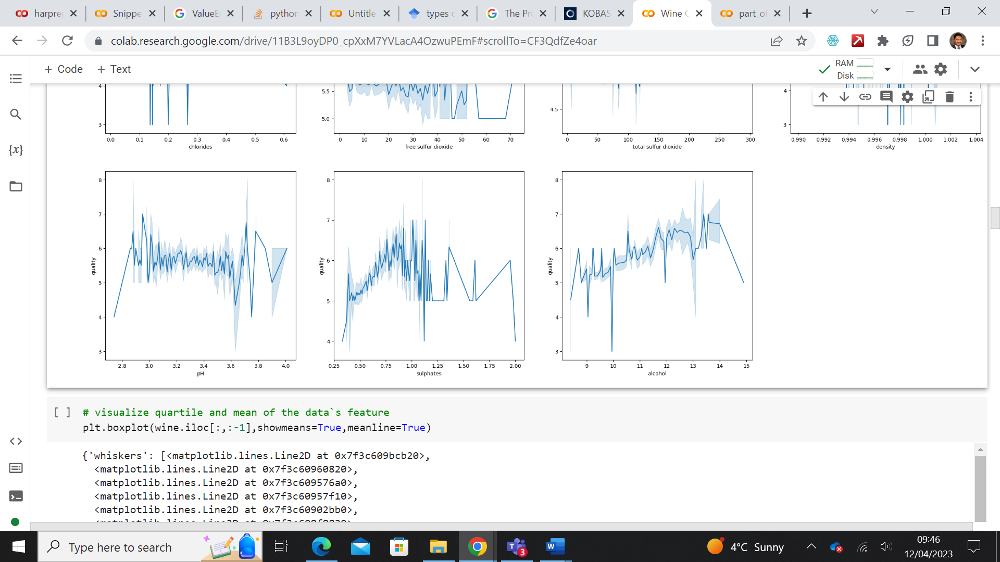 harpree
Snippe
ValueE
python
Untitle
types c
The Pr
KOBAS
Wine
part_of
colab.research.google.com/drive/11B3L9oyDP0_cpXxM7YVLacA4OzwuPEmF#scrollTo=CF3QdfZe4oar
+ Code + Text
RAM
Disk
4
3
0.0 0.1 0.2 0.3 0.4 0.5 0.6
chlorides
5.5
5.0
0 10 20 30 40 50 60 70
free sulfur dioxide
4.5
0 50 100 150 200 250 300
total sulfur dioxide
4
3
0.990 0.992 0.994 0.996 0.998 1.000 1.002 1.004
density
8
7
6
5
4
3
quality
2.8 3.0 3.2 3.4 3.6 3.8 4.0
pH
8
7
6
5
4
quality
0.25 0.50 0.75 1.00 1.25 1.50 1.75 2.00
sulphates
8
7
6
5
4
3
quality
9 10 11 12 13 14 15
alcohol
{x}
[ ] # visualize quartile and mean of the data`s feature
plt.boxplot(wine.iloc[:,:-1],showmeans=True,meanline=True)
{'whiskers': [<matplotlib.lines.Line2D at 0x7f3c609bcb20>,
<matplotlib.lines.Line2D at 0x7f3c60960820>,
<matplotlib.lines.Line2D at 0x7f3c609576a0>,
<matplotlib.lines.Line2D at 0x7f3c60957f10>,
<matplotlib.lines.Line2D at 0x7f3c60902bb0>,
Type here to search
3
4°C Sunny
09:46
12/04/2023